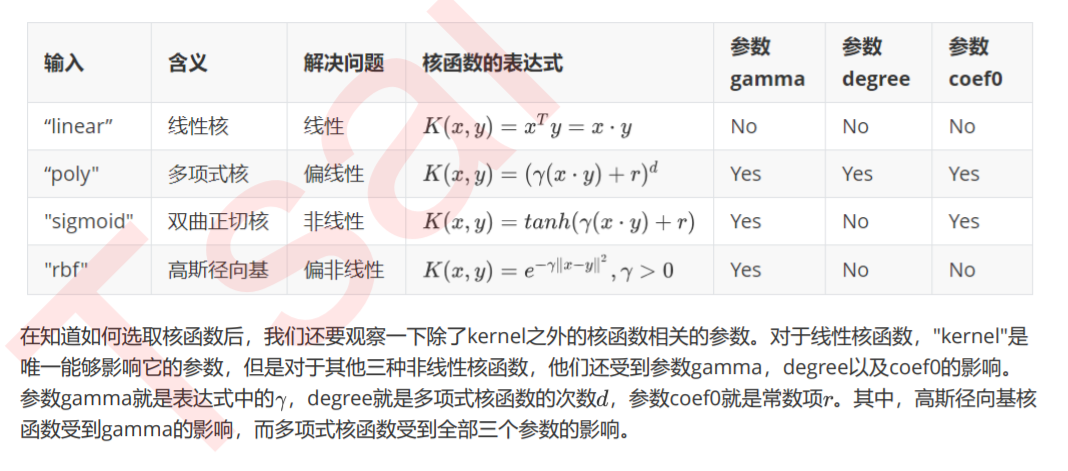 输入 含义 解决问题 核函数的表达式 参数 gamma 参数 degree 参数 coef0
“linear” 线性核 线性 K(x, y) = x^T y = x · y No No No
“poly" 多项式核 偏线性 K(x, y) = (γ(x · y) + r)^d Yes Yes Yes
"sigmoid" 双曲正切核 非线性 K(x, y) = tanh(γ(x · y) + r) Yes No Yes
"rbf" 高斯径向基 偏非线性 K(x, y) = e^{-γ||x-y||^2}, γ > 0 Yes No No
在知道如何选取核函数后，我们还要观察一下除了kernel之外的核函数相关的参数。对于线性核函数，"kernel"是
唯一能够影响它的参数，但是对于其他三种非线性核函数，他们还受到参数gamma，degree以及coef0的影响。
参数gamma就是表达式中的γ，degree就是多项式核函数的次数d，参数coef0就是常数项r。其中，高斯径向基核
函数受到gamma的影响，而多项式核函数受到全部三个参数的影响。
Tsai